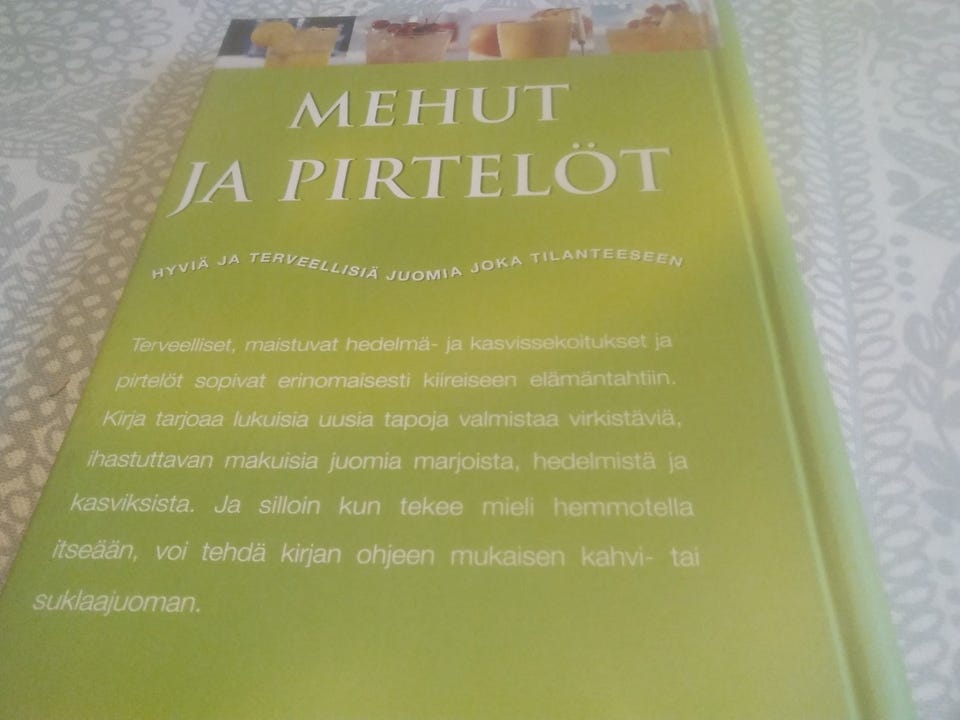 MEHUT
JA PIRTELÖT
HYVIÄ JA TERVEELLISIÄ JUOMIA JOKA TILANTEESEEN
Terveelliset, maistuvat hedelmä- ja kasvissekoitukset ja
pirtelöt sopivat erinomaisesti kiireiseen elämäntahtiin.
Kirja tarjoaa lukuisia uusia tapoja valmistaa virkistäviä,
ihastuttavan makuisia juomia marjoista, hedelmistä ja
kasviksista. Ja silloin kun tekee mieli hemmotella
itseään, voi tehdä kirjan ohjeen mukaisen kahvi- tai
suklaajuoman.